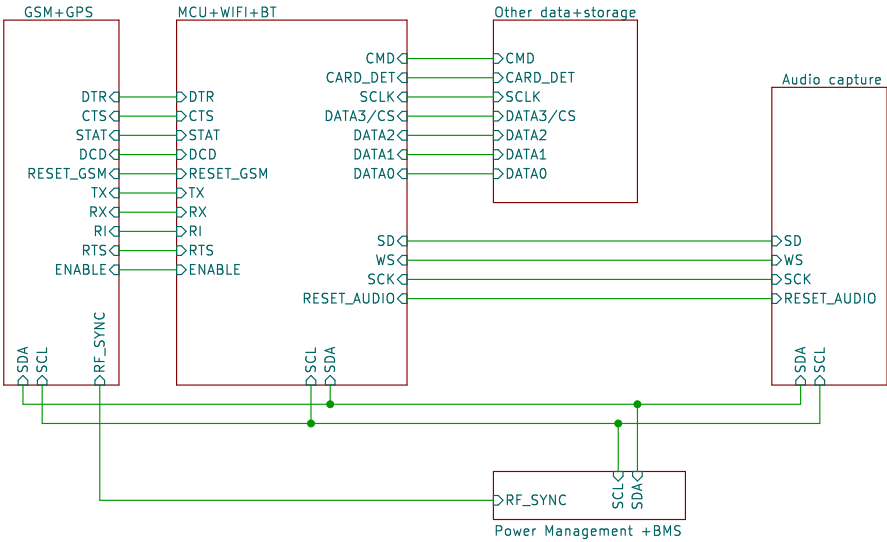 GSM+GPS
DTR
CTS
STAT
DCD
RESET_GSM
TX
RX
RI
RTS
ENABLE
SDA
SCL
RF_SYNC
MCU+WIFI+BT
DTR
CTS
STAT
DCD
RESET_GSM
TX
RX
RI
RTS
ENABLE
CMD
CARD_DET
SCLK
DATA3/CS
DATA2
DATA1
DATA0
SD
WS
SCK
RESET_AUDIO
SCL
SDA
Other data+storage
CMD
CARD_DET
SCLK
DATA3/CS
DATA2
DATA1
DATA0
Audio capture
SD
WS
SCK
RESET_AUDIO
SDA
SCL
RF_SYNC
SCL
SDA
Power Management +BMS